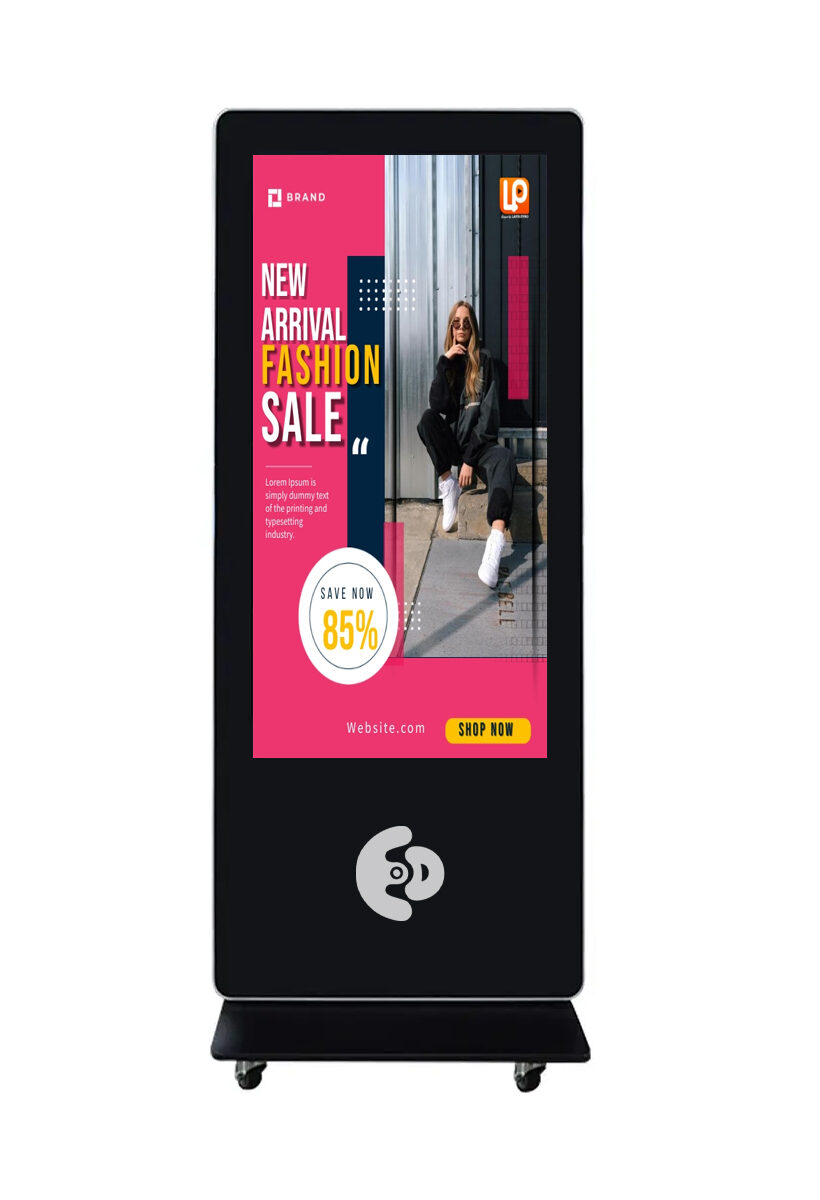 BRAND
LP
NEW
ARRIVAL
FASHION
SALE
“
Lorem Ipsum is
simply dummy text
of the printing and
typesetting
industry.
SAVE NOW
85%
Website.com
SHOP NOW